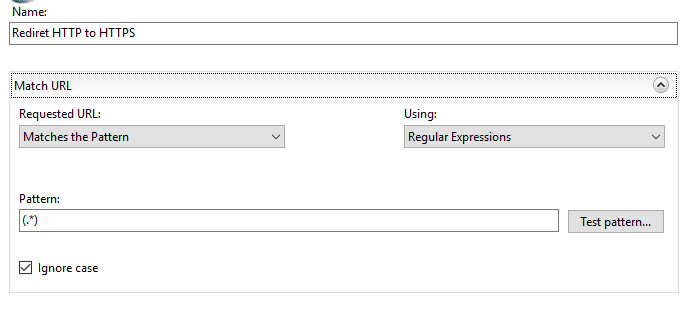 Name:
Rediret HTTP to HTTPS
Match URL
Requested URL: Using:
Matches the Pattern Regular Expressions
Pattern:
(.*) Test pattern...
Ignore case